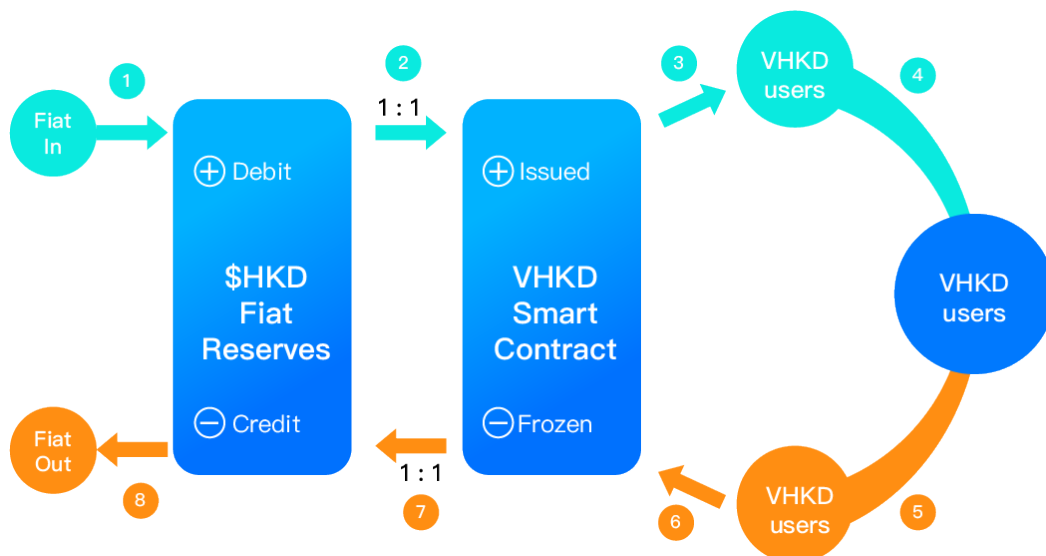 1
2
3
4
1 : 1
VHKD
users
Fiat
In
+ Debit
+ Issued
$HKD
Fiat
Reserves
VHKD
Smart
Contract
VHKD
users
− Credit
− Frozen
Fiat
Out
1 : 1
VHKD
users
8
7
6
5